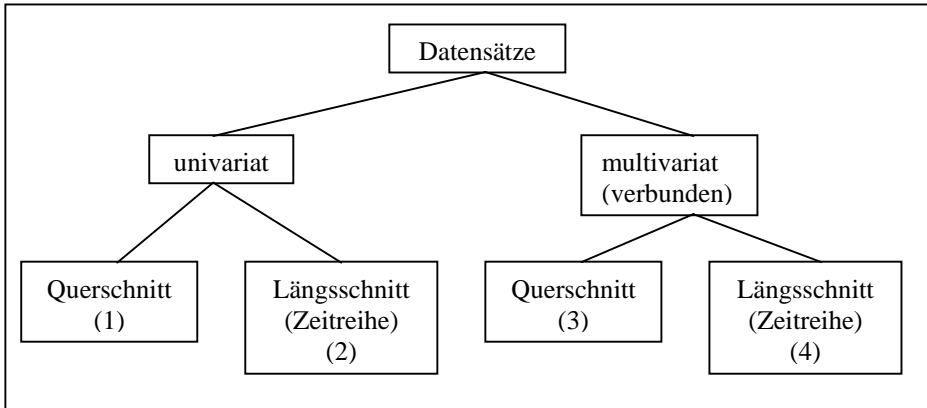 Datensätze
univariat
multivariat
(verbunden)
Querschnitt
(1)
Längsschnitt
(Zeitreihe)
(2)
Querschnitt
(3)
Längsschnitt
(Zeitreihe)
(4)